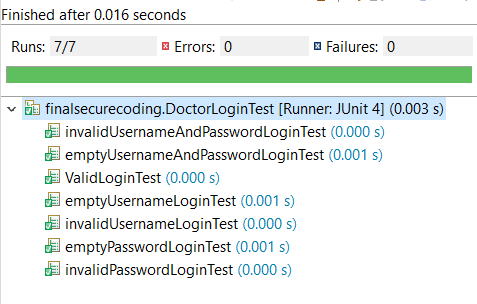 Finished after 0.016 seconds
Runs: 7/7 Errors: 0 Failures: 0
finalsecurecoding.DoctorLoginTest [Runner: JUnit 4] (0.003 s)
invalidUsernameAndPasswordLoginTest (0.000 s)
emptyUsernameAndPasswordLoginTest (0.001 s)
ValidLoginTest (0.000 s)
emptyUsernameLoginTest (0.001 s)
invalidUsernameLoginTest (0.000 s)
emptyPasswordLoginTest (0.001 s)
invalidPasswordLoginTest (0.000 s)